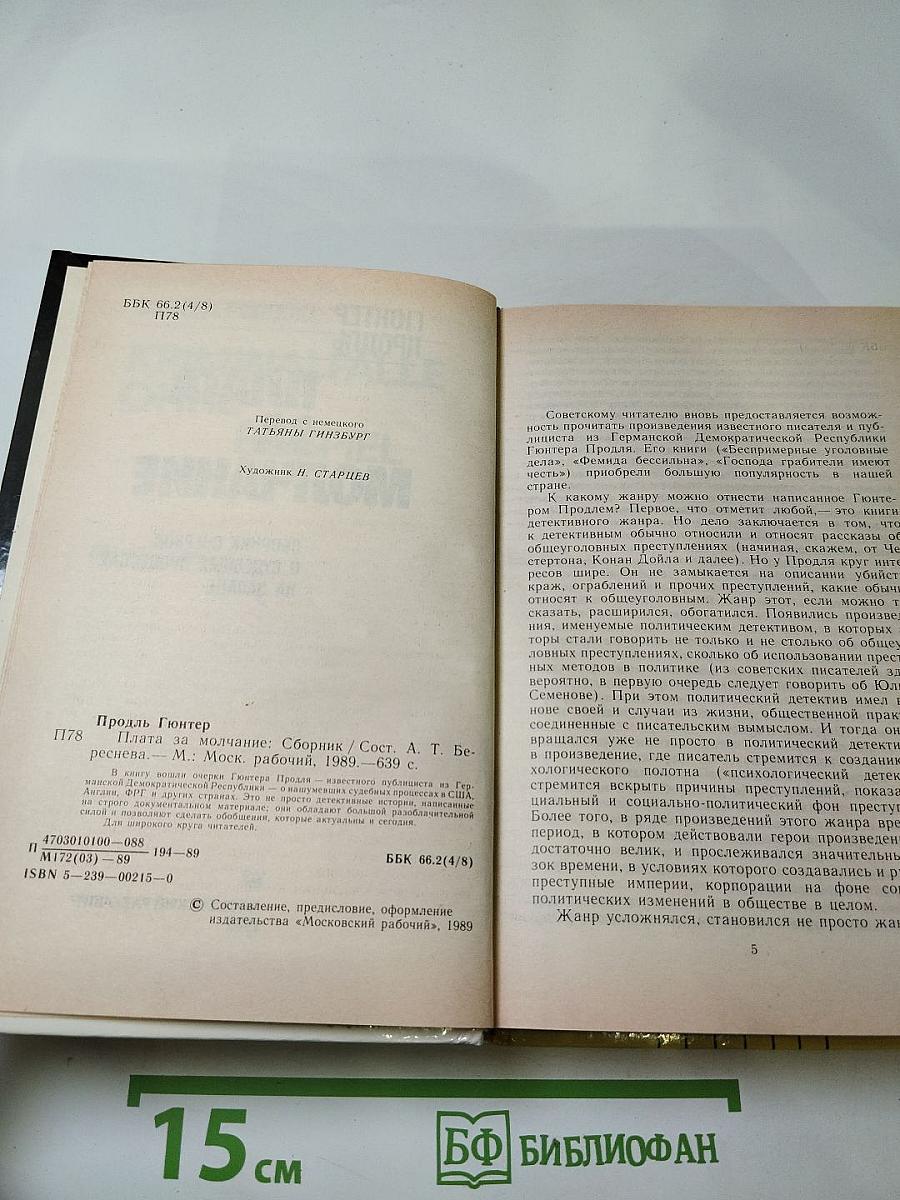 ББК 66.2(4/8)
П78
Перевод с немецкого
ТАТЬЯНЫ ГИНЗБУРГ
Художник Н. СТАРЦЕВ
Продль Гюнтер
П78 Плата за молчание: Сборник / Сост. А. Т. Бе-
реснева.— М.: Моск. рабочий, 1989.—639 с.
В книгу вошли очерки Гюнтера Продля — известного публициста из Гер-
манской Демократической Республики — о нашумевших судебных процессах в США,
Англии, ФРГ и других странах. Это не просто детективные истории, написанные
на строго документальном материале; они обладают большой разоблачительной
силой и позволяют сделать обобщения, которые актуальны и сегодня.
Для широкого круга читателей.
П 4703010100—088
М172(03)—89
194—89
ББК 66.2(4/8)
ISBN 5—239—00215—0
© Составление, предисловие, оформление
издательства «Московский рабочий», 1989
Советскому читателю вновь предоставляется возмож-
ность прочитать произведения известного писателя и пуб-
лициста из Германской Демократической Республики
Гюнтера Продля. Его книги («Беспримерные уголовные
дела», «Фемида бессильна», «Господа грабители имеют
честь») приобрели большую популярность в нашей
стране.
К какому жанру можно отнести написанное Гюнте-
ром Продлем? Первое, что отметит любой,— это книги
детективного жанра. Но дело заключается в том, что
к детективным обычно относили и относят рассказы об
общеуголовных преступлениях (начиная, скажем, от Че
стертона, Конан Дойла и далее). Но у Продля круг инте
ресов шире. Он не замыкается на описании убийст
краж, ограблений и прочих преступлений, какие обычн
относят к общеуголовным. Жанр этот, если можно т
сказать, расширился, обогатился. Появились произвед
ния, именуемые политическим детективом, в которых
торы стали говорить не только и не столько об общеу
ловных преступлениях, сколько об использовании прест
ных методов в политике (из советских писателей зд
вероятно, в первую очередь следует говорить об Юли
Семенове). При этом политический детектив имел в
нове своей и случаи из жизни, общественной практ
соединенные с писательским вымыслом. И тогда он
вращался уже не просто в политический детекти
в произведение, где писатель стремится к создани
хологического полотна («психологический детек
стремится вскрыть причины преступлений, показа
циальный и социально-политический фон преступ
Более того, в ряде произведений этого жанра вре
период, в котором действовали герои произведен
достаточно велик, и прослеживался значительны
зок времени, в условиях которого создавались и ру
преступные империи, корпорации на фоне со
политических изменений в обществе в целом.
Жанр усложнялся, становился не просто жан
5
15 см
БФ БИБЛИОФАН